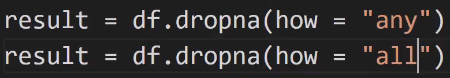 result = df.dropna(how = "any")
result = df.dropna(how = "all")